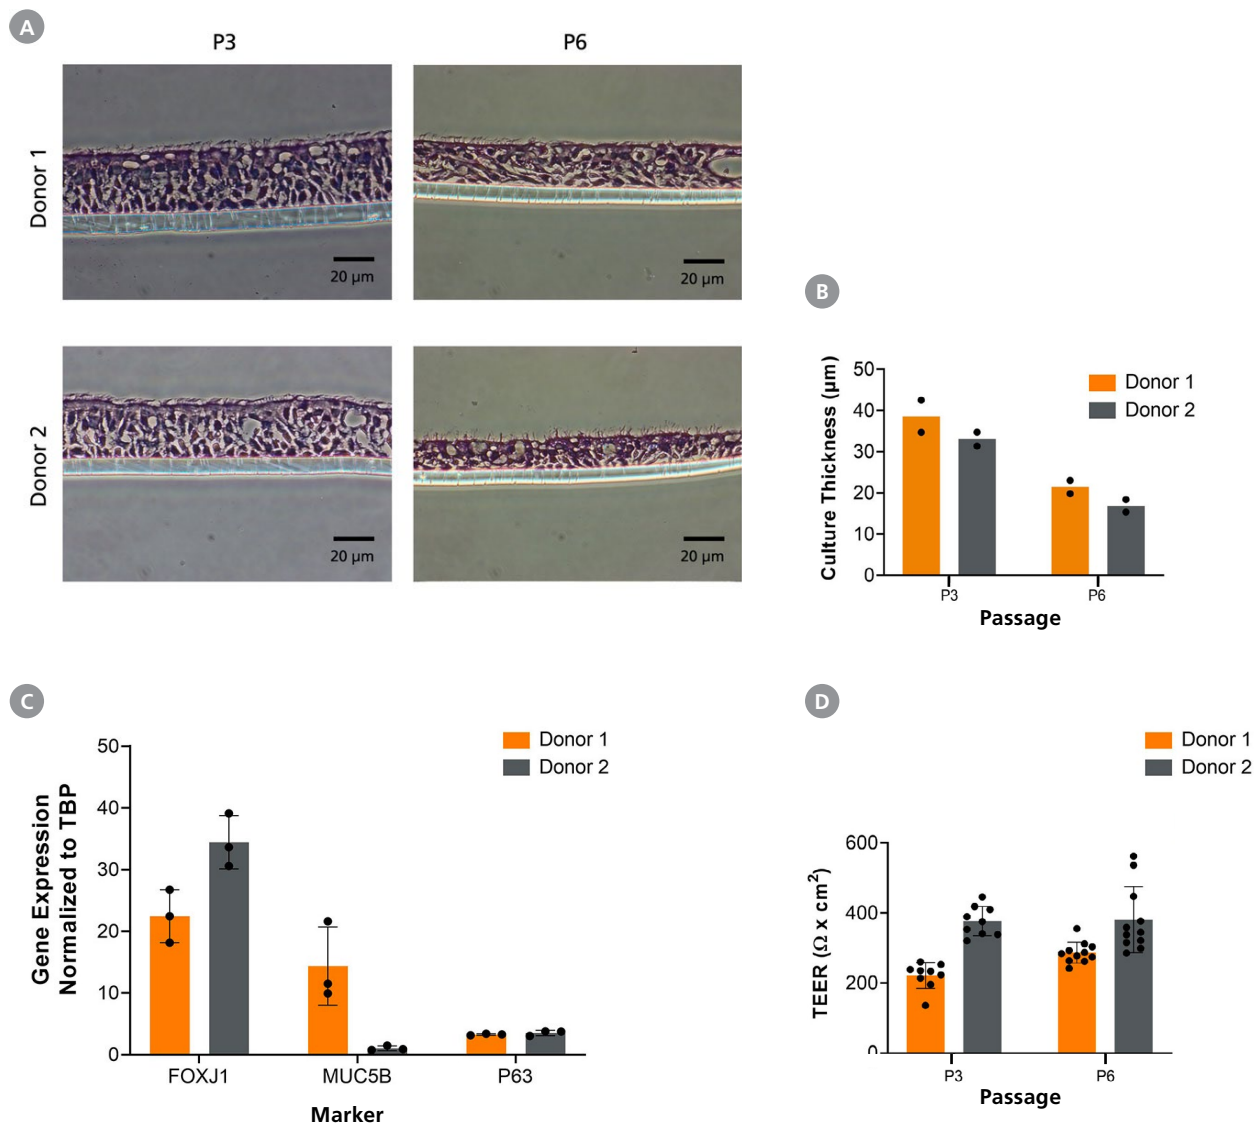 A
P3
P6
Donor 1
20 µm
20 µm
Donor 2
20 µm
20 µm
B
Culture Thickness (µm)
50
40
30
20
10
0
Donor 1
Donor 2
P3
P6
Passage
C
Gene Expression
Normalized to TBP
50
40
30
20
10
0
Donor 1
Donor 2
FOXJ1
MUC5B
P63
Marker
D
Donor 1
Donor 2
TEER (Ω x cm²)
600
400
200
0
P3
P6
Passage